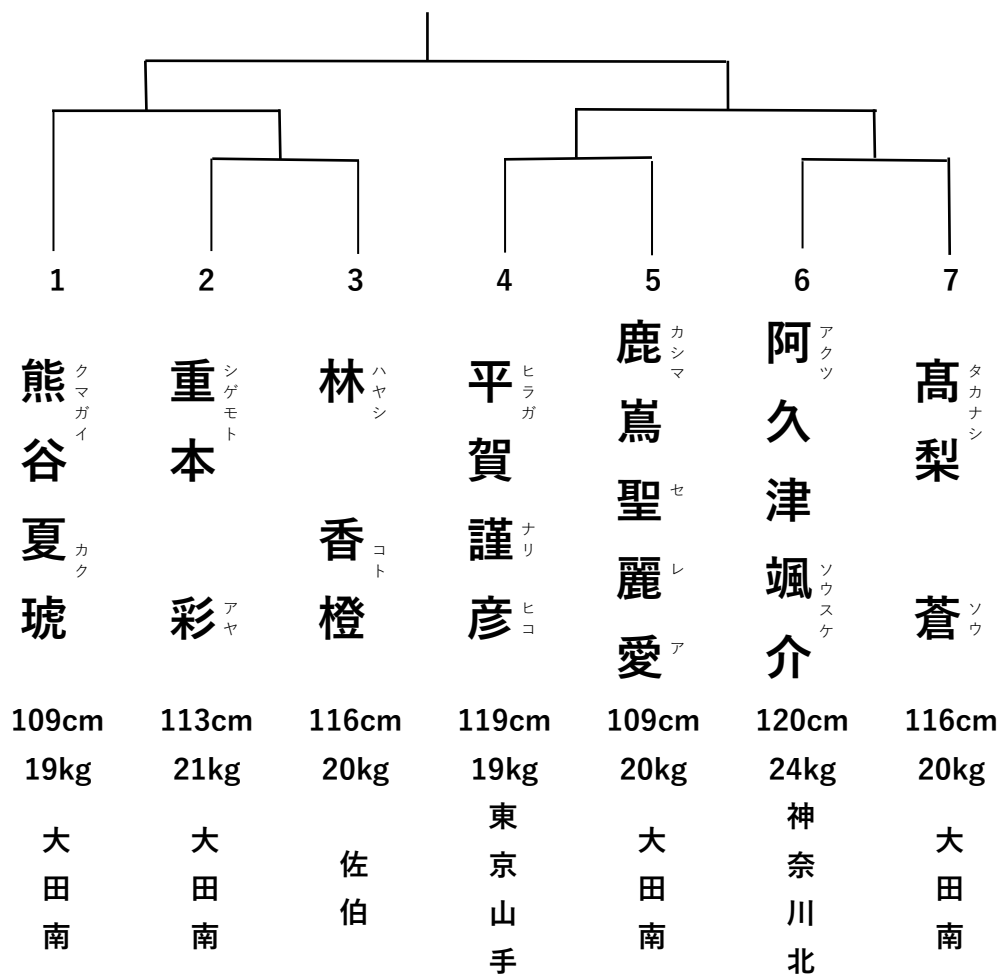 1
熊谷夏琥
クマガイ
カク
109cm
19kg
大田南
2
重本彩
シゲモト
アヤ
113cm
21kg
大田南
3
林香橙
ハヤシ
コト
116cm
20kg
佐伯
4
平賀謹彦
ヒラガ
ナリ
ヒコ
119cm
19kg
東京山手
5
鹿嶌聖麗愛
カシマ
セ
レ
ア
109cm
20kg
大田南
6
阿久津颯介
アクツ
ソウスケ
120cm
24kg
神奈川北
7
髙梨蒼
タカナシ
ソウ
116cm
20kg
大田南